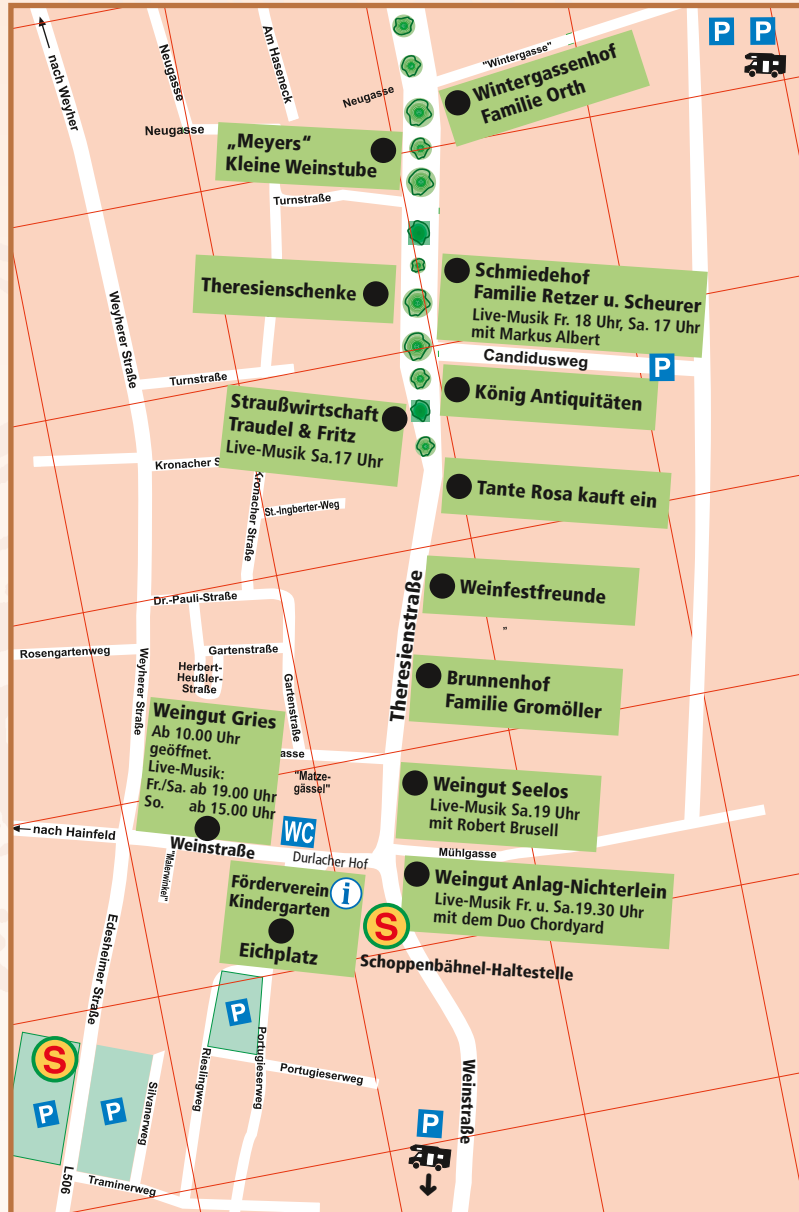 P P
"Wintergasse"
nach Weyher
Neugasse
Am Haseneck
Neugasse
Neugasse
Wintergassenhof
Familie Orth
„Meyers“
Kleine Weinstube
Turnstraße
Theresienschenke
Schmiedehof
Familie Retzer u. Scheurer
Live-Musik Fr. 18 Uhr, Sa. 17 Uhr
mit Markus Albert
Weyherer Straße
Candidusweg
P
Turnstraße
König Antiquitäten
Straußwirtschaft
Traudel & Fritz
Live-Musik Sa.17 Uhr
Kronacher S
Kronacher Straße
St.-Ingberter-Weg
Tante Rosa kauft ein
Theresienstraße
Weinfestfreunde
"
Dr.-Pauli-Straße
Rosengartenweg
Gartenstraße
Herbert-
Heußler-
Straße
Weyherer Straße
Gartenstraße
Brunnenhof
Familie Gromöller
Weingut Gries
Ab 10.00 Uhr
geöffnet.
Live-Musik:
Fr./Sa. ab 19.00 Uhr
So. ab 15.00 Uhr
asse
"Matze-
gässel"
Weingut Seelos
Live-Musik Sa.19 Uhr
mit Robert Brusell
nach Hainfeld
Weinstraße
WC
Durlacher Hof
Mühlgasse
"Malerwinkel"
Förderverein
Kindergarten
i
Eichplatz
Weingut Anlag-Nichterlein
Live-Musik Fr. u. Sa.19.30 Uhr
mit dem Duo Chordyard
S
Schoppenbähnel-Haltestelle
Edesheimer Straße
P
S
P
P
Silvanerweg
Rieslingweg
Portugieserweg
Portugieserweg
Weinstraße
P
L506
Traminerweg